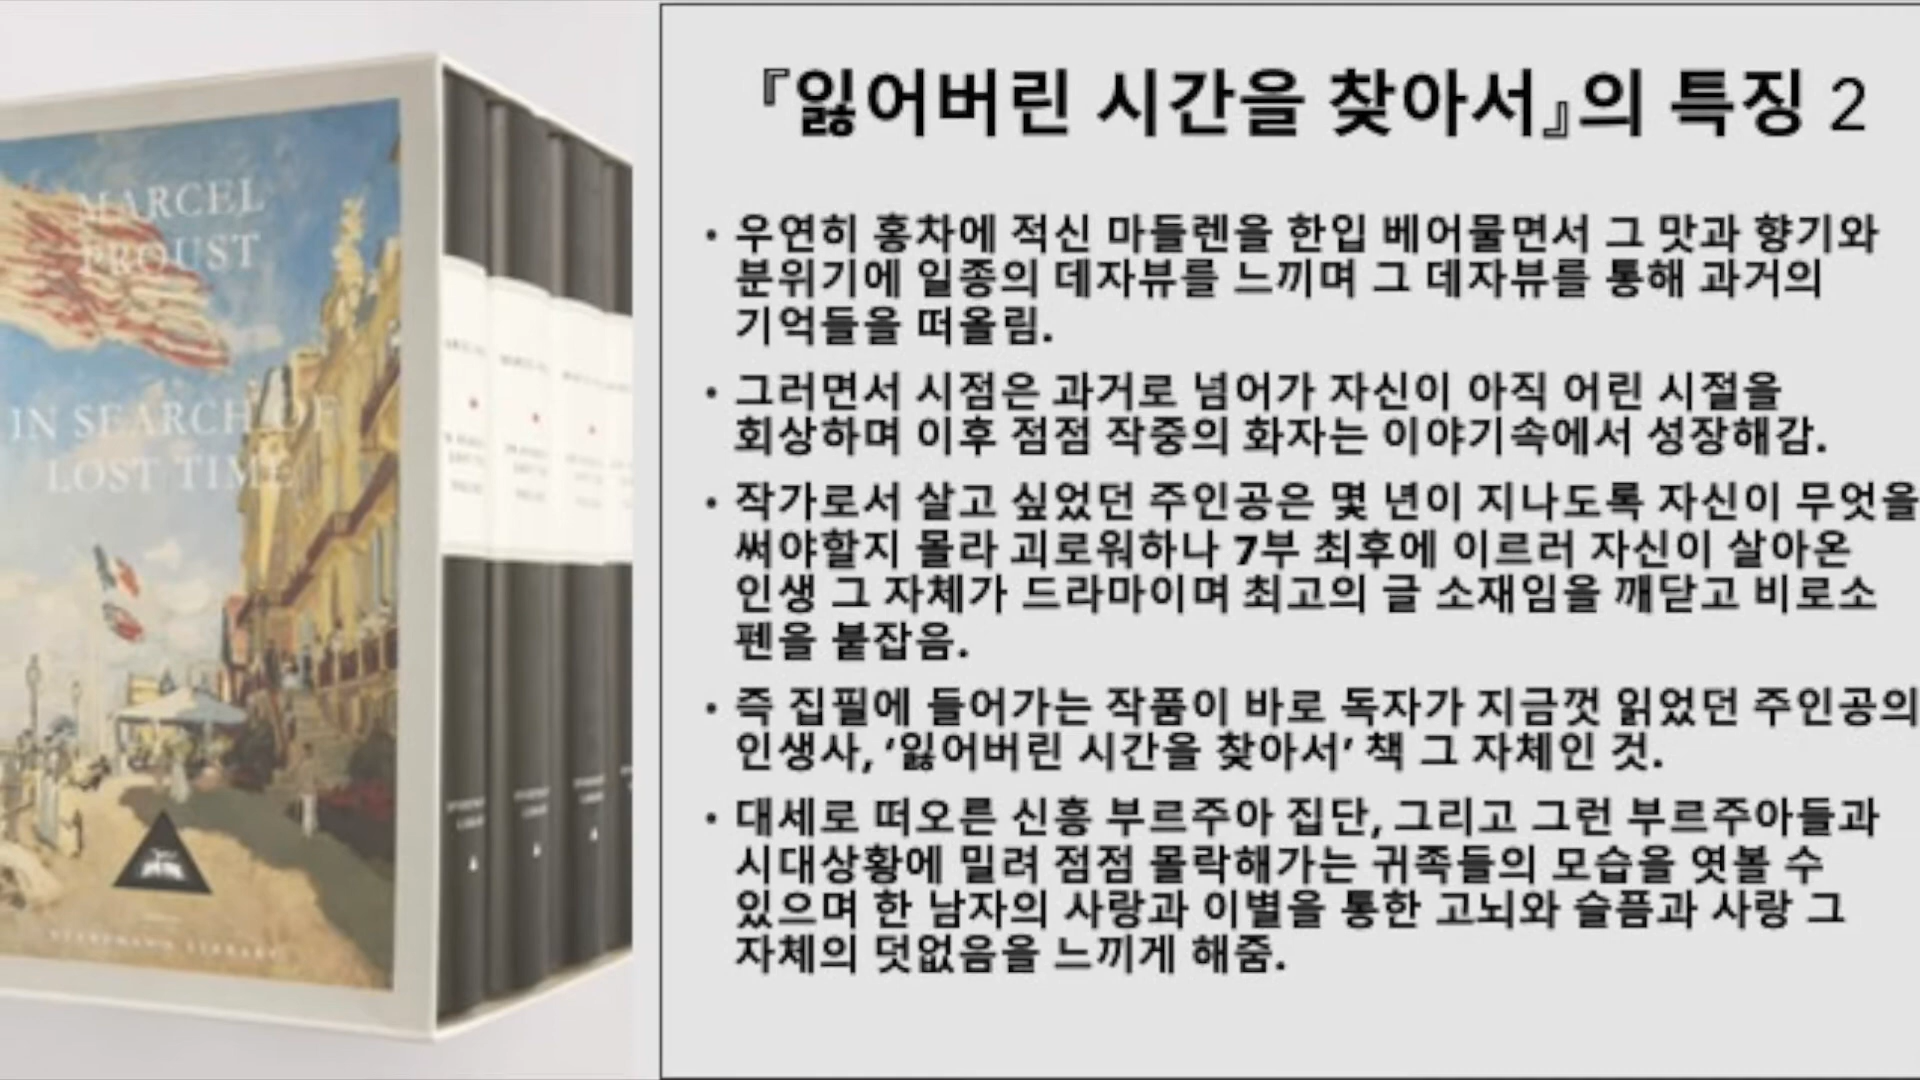 MARCEL
PROUST
IN SEARCH OF
LOST TIME
『잃어버린 시간을 찾아서』의 특징 2
• 우연히 홍차에 적신 마들렌을 한입 베어물면서 그 맛과 향기와
분위기에 일종의 데자뷰를 느끼며 그 데자뷰를 통해 과거의
기억들을 떠올림.
• 그러면서 시점은 과거로 넘어가 자신이 아직 어린 시절을
회상하며 이후 점점 작중의 화자는 이야기속에서 성장해감.
• 작가로서 살고 싶었던 주인공은 몇 년이 지나도록 자신이 무엇을
써야할지 몰라 괴로워하나 7부 최후에 이르러 자신이 살아온
인생 그 자체가 드라마이며 최고의 글 소재임을 깨닫고 비로소
펜을 붙잡음.
• 즉 집필에 들어가는 작품이 바로 독자가 지금껏 읽었던 주인공의
인생사, ‘잃어버린 시간을 찾아서’ 책 그 자체인 것.
• 대세로 떠오른 신흥 부르주아 집단, 그리고 그런 부르주아들과
시대상황에 밀려 점점 몰락해가는 귀족들의 모습을 엿볼 수
있으며 한 남자의 사랑과 이별을 통한 고뇌와 슬픔과 사랑 그
자체의 덧없음을 느끼게 해줌.